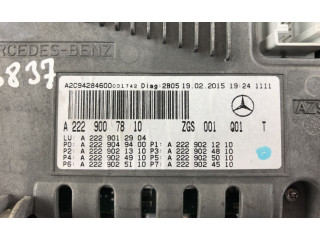 MERCEDES-BENZ
5837
A2C94284600001742 Diag:2805 19.02.2015 19:24 1111
A 222 900 78 10 ZGS 001 Q01 T
LU: A 222 901 29 04
P0: A 222 904 94 00 P1: A 222 902 12 10
P2: A 222 902 13 10 P3: A 222 902 48 10
P4: A 222 902 49 10 P5: A 222 902 50 10
P6: A 222 902 51 10 P7: A 222 902 45 10